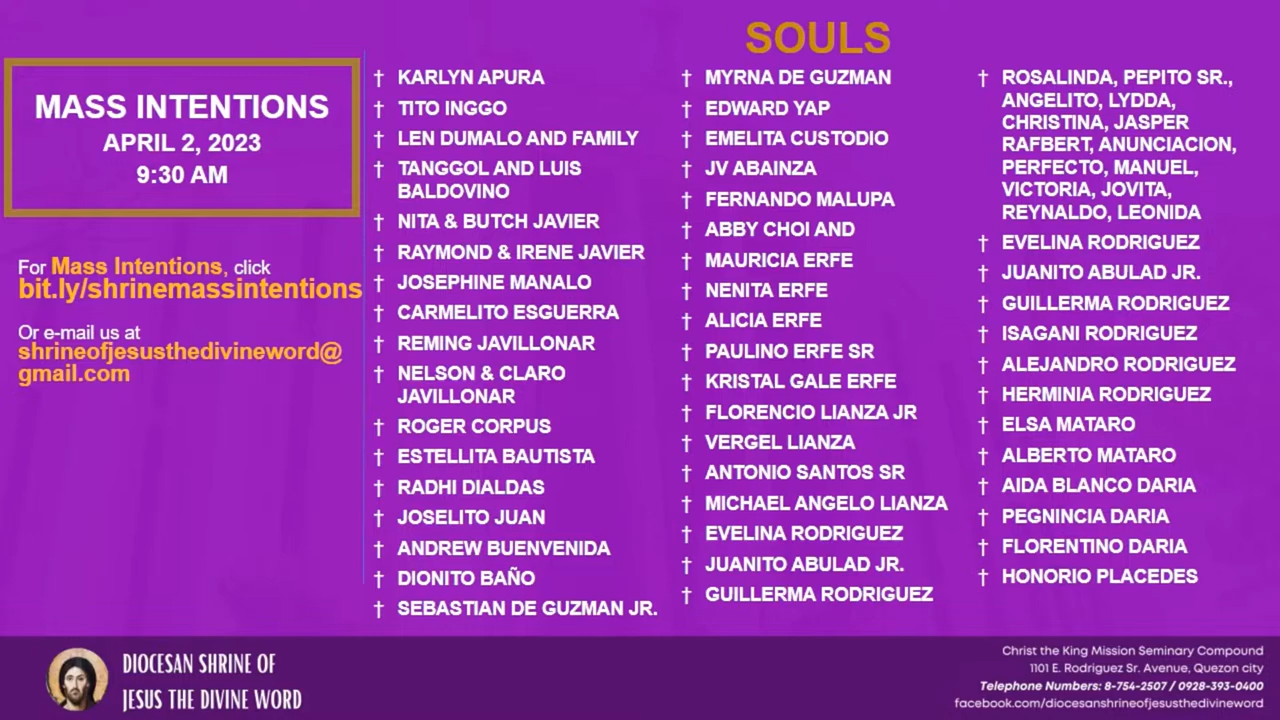 MASS INTENTIONS
APRIL 2, 2023
9:30 AM
For Mass Intentions, click
bit.ly/shrinemassintentions
Or e-mail us at
shrineofjesusthedivineword@
gmail.com
SOULS
† KARLYN APURA
† TITO INGGO
† LEN DUMALO AND FAMILY
† TANGGOL AND LUIS
BALDOVINO
† NITA & BUTCH JAVIER
† RAYMOND & IRENE JAVIER
† JOSEPHINE MANALO
† CARMELITO ESGUERRA
† REMING JAVILLONAR
† NELSON & CLARO
JAVILLONAR
† ROGER CORPUS
† ESTELLITA BAUTISTA
† RADHI DIALDAS
† JOSELITO JUAN
† ANDREW BUENVENIDA
† DIONITO BAÑO
† SEBASTIAN DE GUZMAN JR.
† MYRNA DE GUZMAN
† EDWARD YAP
† EMELITA CUSTODIO
† JV ABAINZA
† FERNANDO MALUPA
† ABBY CHOI AND
† MAURICIA ERFE
† NENITA ERFE
† ALICIA ERFE
† PAULINO ERFE SR
† KRISTAL GALE ERFE
† FLORENCIO LIANZA JR
† VERGEL LIANZA
† ANTONIO SANTOS SR
† MICHAEL ANGELO LIANZA
† EVELINA RODRIGUEZ
† JUANITO ABULAD JR.
† GUILLERMA RODRIGUEZ
† ROSALINDA, PEPITO SR.,
ANGELITO, LYDDA,
CHRISTINA, JASPER
RAFBERT, ANUNCIACION,
PERFECTO, MANUEL,
VICTORIA, JOVITA,
REYNALDO, LEONIDA
† EVELINA RODRIGUEZ
† JUANITO ABULAD JR.
† GUILLERMA RODRIGUEZ
† ISAGANI RODRIGUEZ
† ALEJANDRO RODRIGUEZ
† HERMINIA RODRIGUEZ
† ELSA MATARO
† ALBERTO MATARO
† AIDA BLANCO DARIA
† PEGNINCIA DARIA
† FLORENTINO DARIA
† HONORIO PLACEDES
DIOCESAN SHRINE OF
JESUS THE DIVINE WORD
Christ the King Mission Seminary Compound
1101 E. Rodriguez Sr. Avenue, Quezon city
Telephone Numbers: 8-754-2507 / 0928-393-0400
facebook.com/diocesanshrineofjesusthedivineword